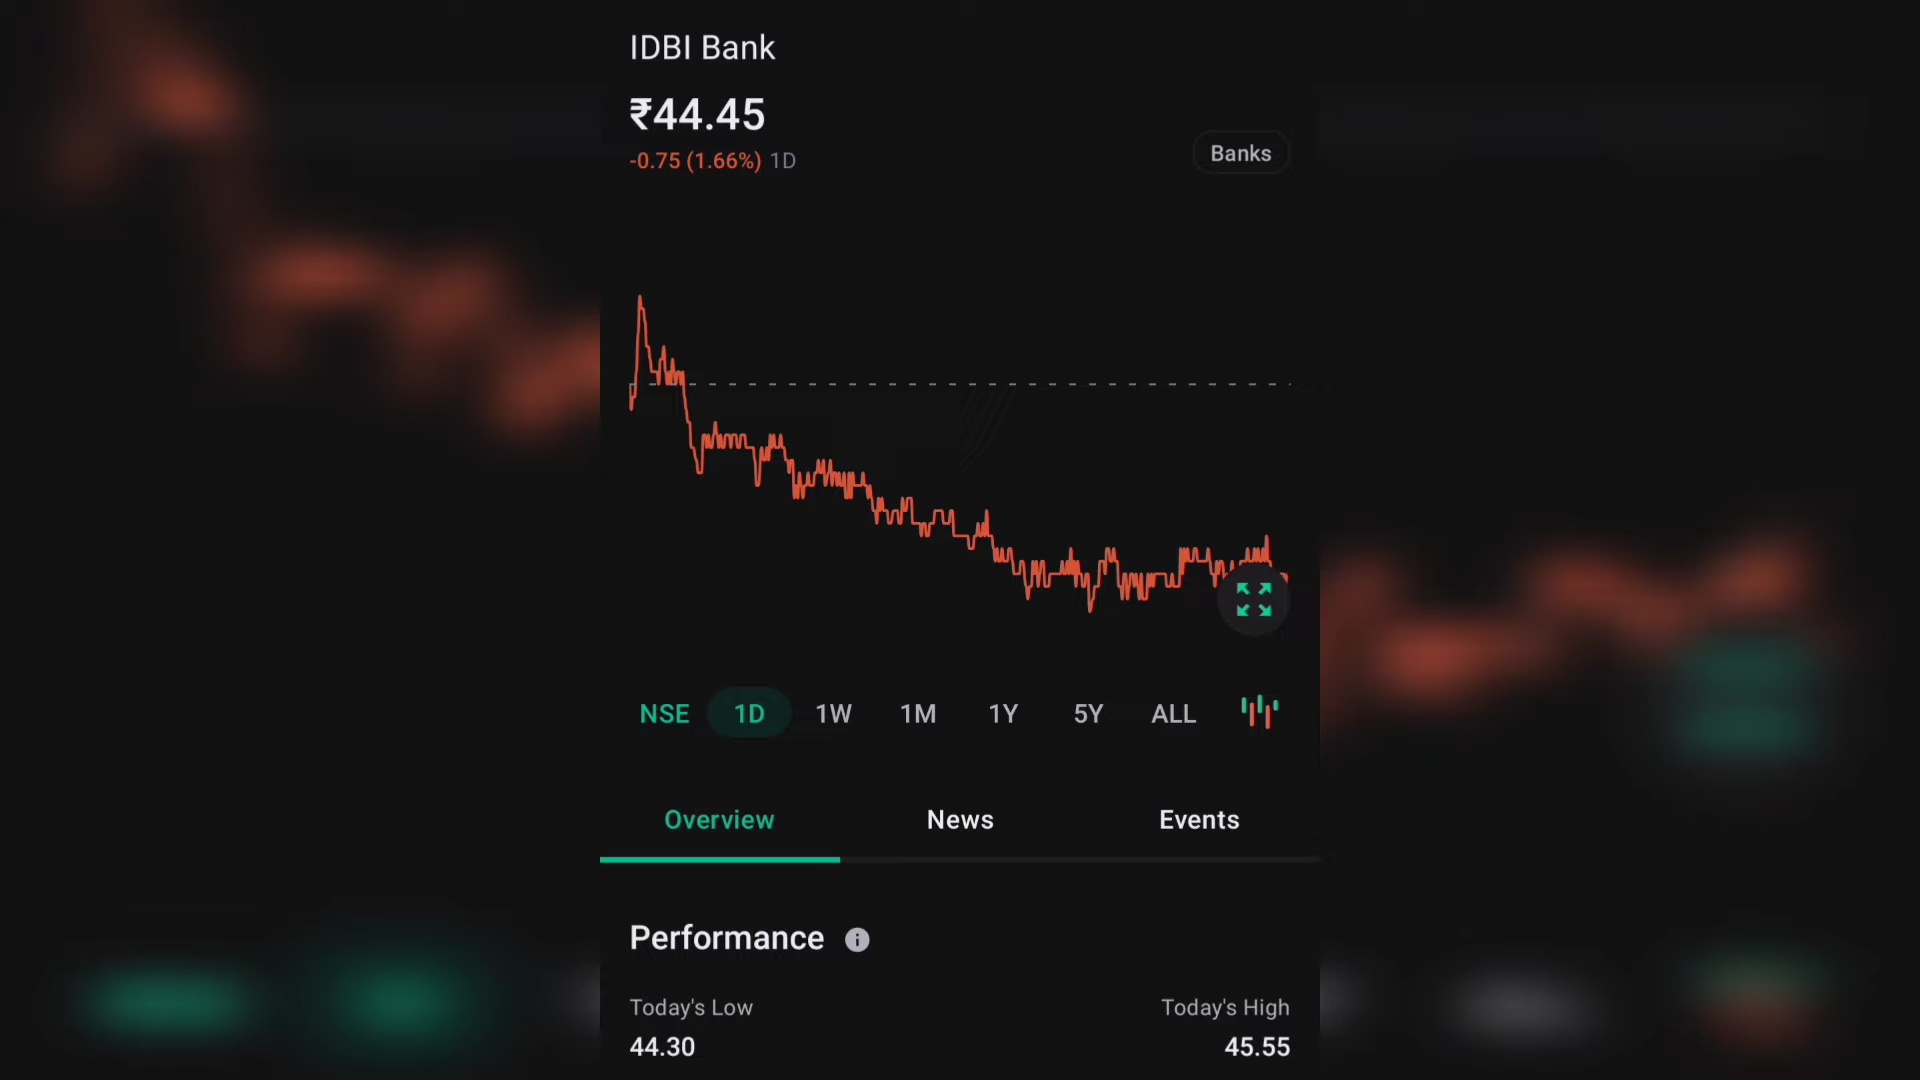 IDBI Bank
₹44.45
-0.75 (1.66%) 1D
Banks
NSE 1D 1W 1M 1Y 5Y ALL
Overview News Events
Performance
Today's Low Today's High
44.30 45.55